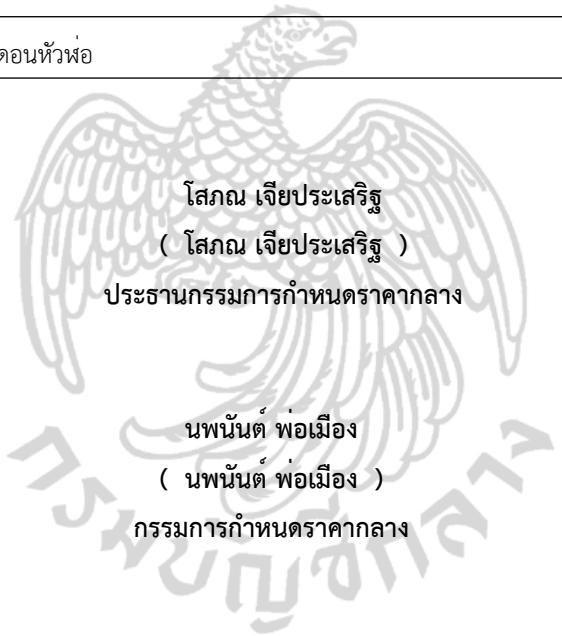 ดอนหัวฬ่อ
โสภณ เจียประเสริฐ
( โสภณ เจียประเสริฐ )
ประธานกรรมการกำหนดราคากลาง
นพนันต์ พ่อเมือง
( นพนันต์ พ่อเมือง )
กรรมการกำหนดราคากลาง
กรมบัญชีกลาง